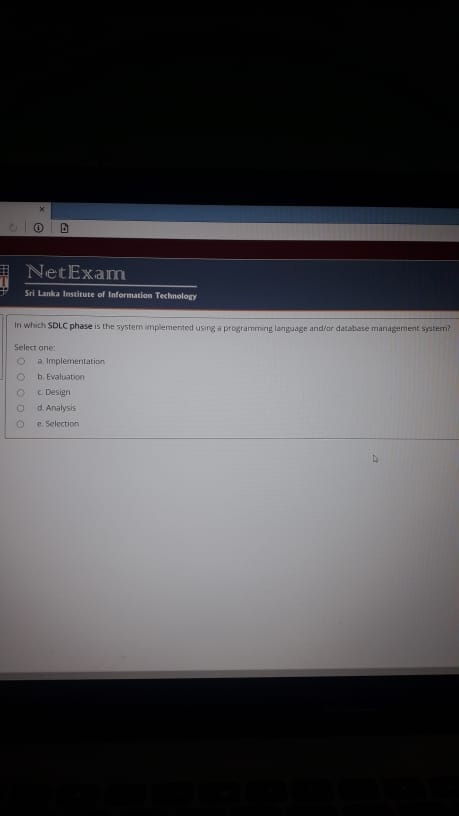 NetExam
Sri Lanka Institute of Information Technology
In which SDLC phase is the system implemented using a programming language and/or database management system?
Select one:
a. Implementation
b. Evaluation
c. Design
d. Analysis
e. Selection